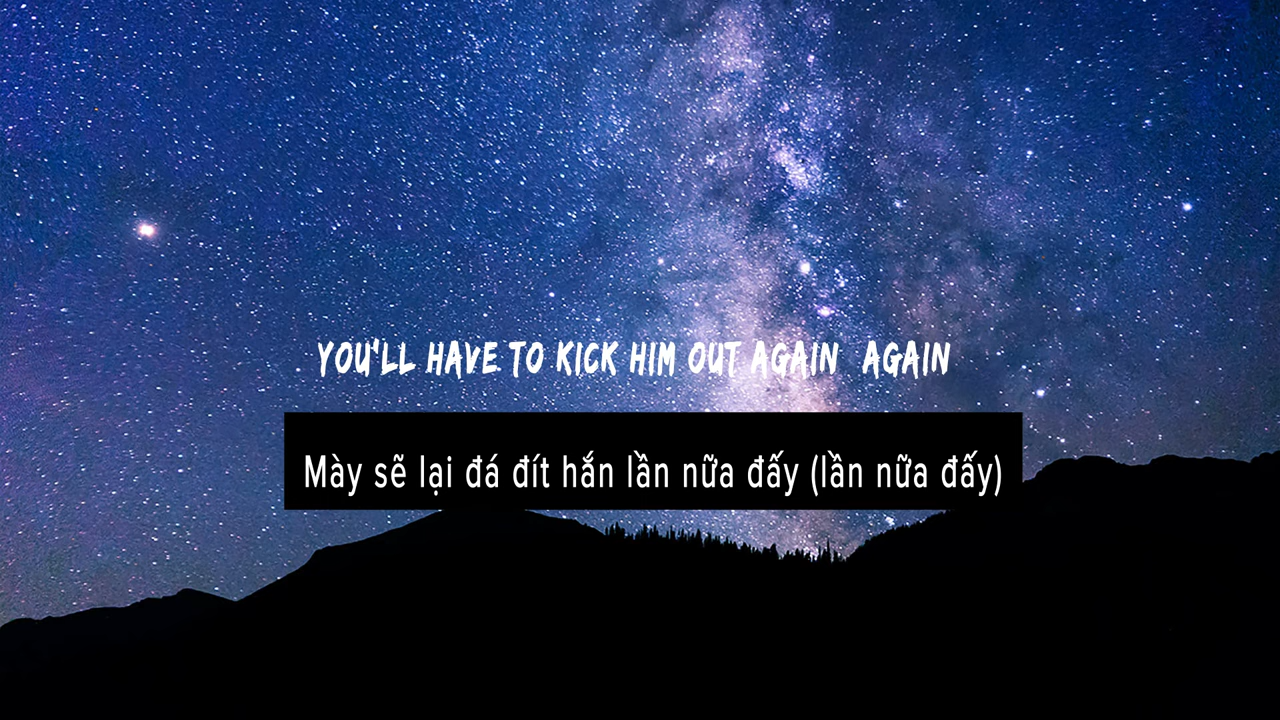 YOU'LL HAVE TO KICK HIM OUT AGAIN AGAIN
Mày sẽ lại đá đít hắn lần nữa đấy (lần nữa đấy)